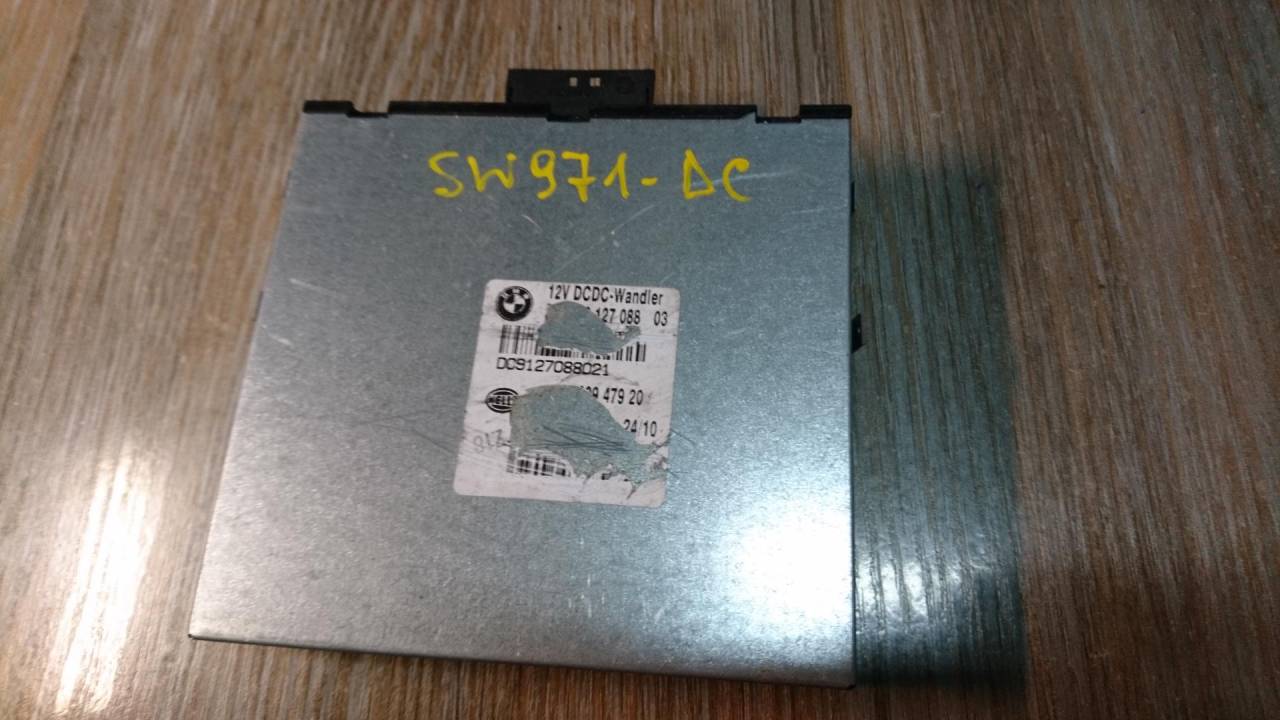 SW971-DC
12V DCDC-Wandler
127 088 03
DC9127088021
479 20
24/10